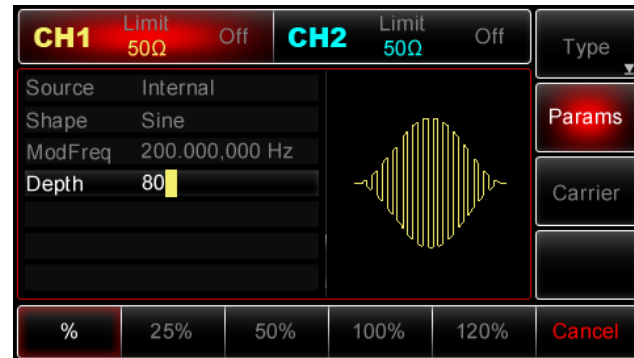 CH1 Limit 50Ω Off CH2 Limit 50Ω Off Type
Source Internal
Shape Sine
Params
ModFreq 200.000,000 Hz
Depth 80
Carrier
% 25% 50% 100% 120% Cancel